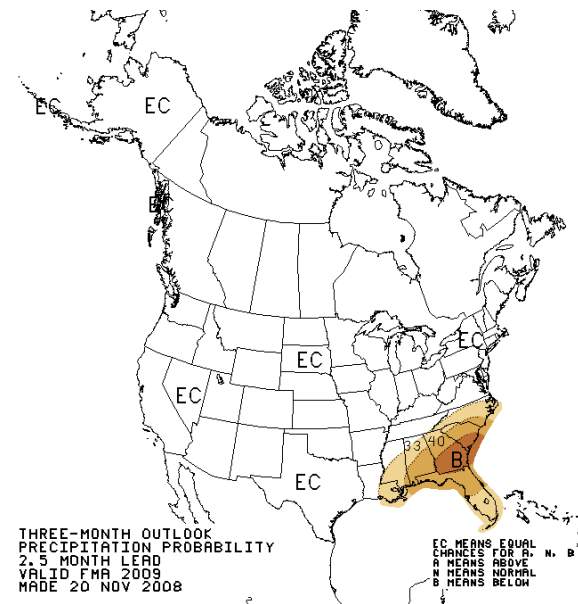 EC
EC
E
EC
EC
EC
33
40
B
EC
THREE-MONTH OUTLOOK
PRECIPITATION PROBABILITY
2.5 MONTH LEAD
VALID FMA 2009
MADE 20 NOV 2008
EC MEANS EQUAL
CHANCES FOR A, N, B
A MEANS ABOVE
N MEANS NORMAL
B MEANS BELOW